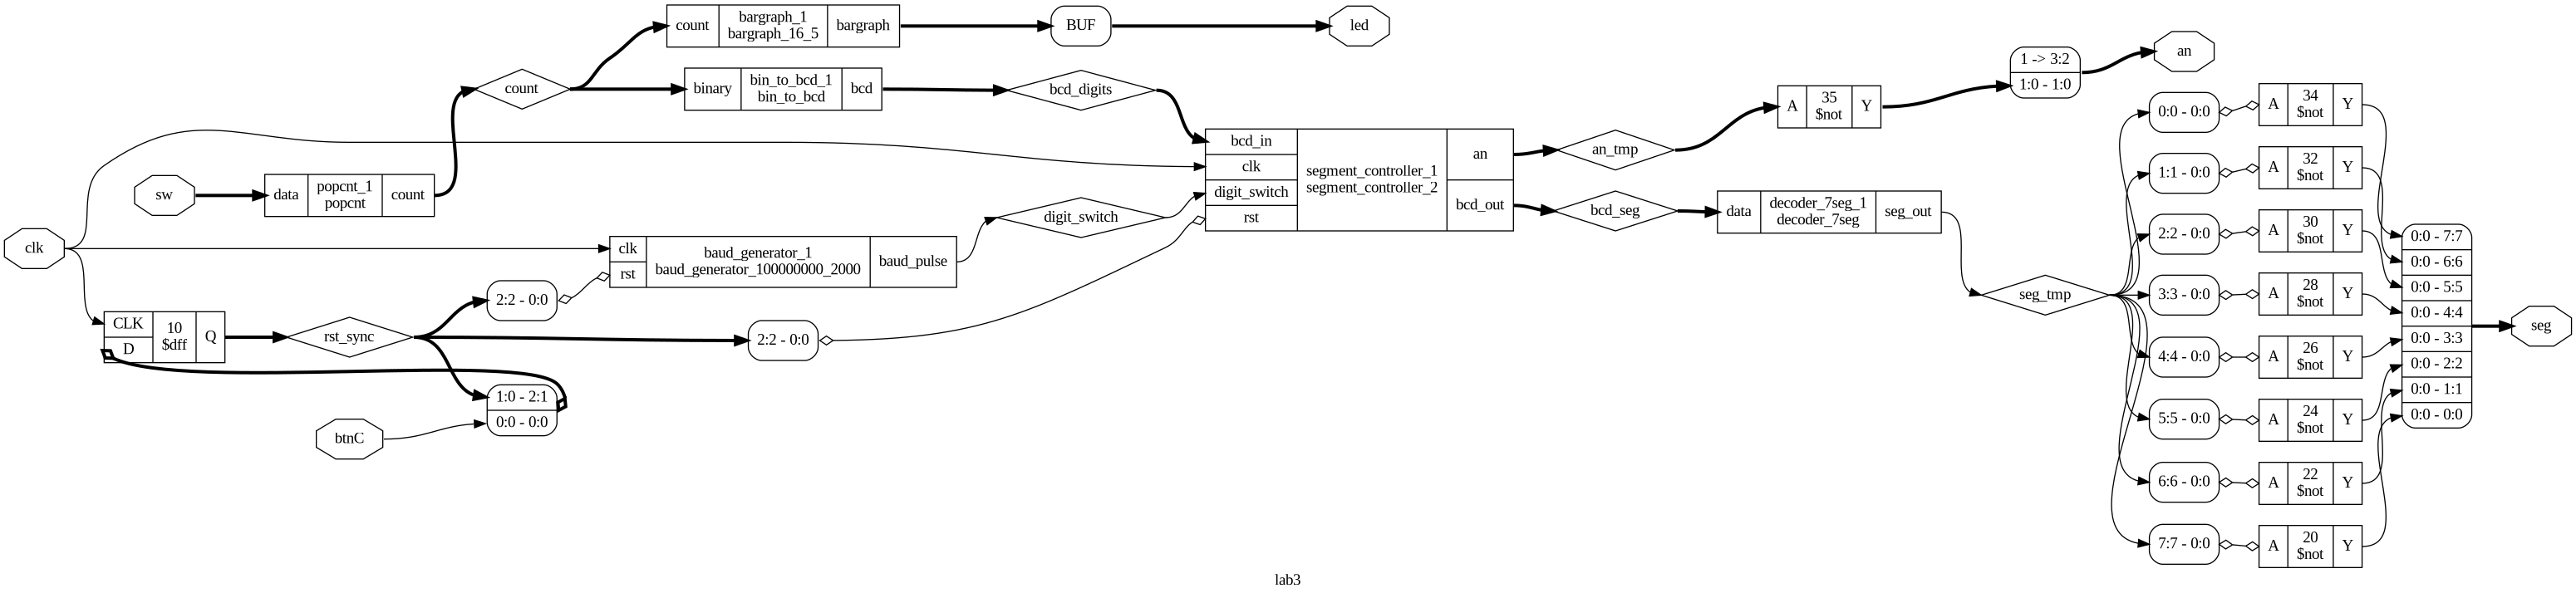 count
bargraph_1
bargraph_16_5
bargraph
BUF
led
binary
bin_to_bcd_1
bin_to_bcd
bcd
count
bcd_digits
sw
data
popcnt_1
popcnt
count
clk
clk
rst
baud_generator_1
baud_generator_100000000_2000
baud_pulse
digit_switch
2:2 - 0:0
CLK
D
10
$dff
Q
rst_sync
2:2 - 0:0
1:0 - 2:1
0:0 - 0:0
btnC
bcd_in
clk
digit_switch
rst
segment_controller_1
segment_controller_2
an
bcd_out
an_tmp
bcd_seg
A
35
$not
Y
1 -> 3:2
1:0 - 1:0
an
data
decoder_7seg_1
decoder_7seg
seg_out
seg_tmp
0:0 - 0:0
A
34
$not
Y
1:1 - 0:0
A
32
$not
Y
2:2 - 0:0
A
30
$not
Y
3:3 - 0:0
A
28
$not
Y
4:4 - 0:0
A
26
$not
Y
5:5 - 0:0
A
24
$not
Y
6:6 - 0:0
A
22
$not
Y
7:7 - 0:0
A
20
$not
Y
0:0 - 7:7
0:0 - 6:6
0:0 - 5:5
0:0 - 4:4
0:0 - 3:3
0:0 - 2:2
0:0 - 1:1
0:0 - 0:0
seg
lab3